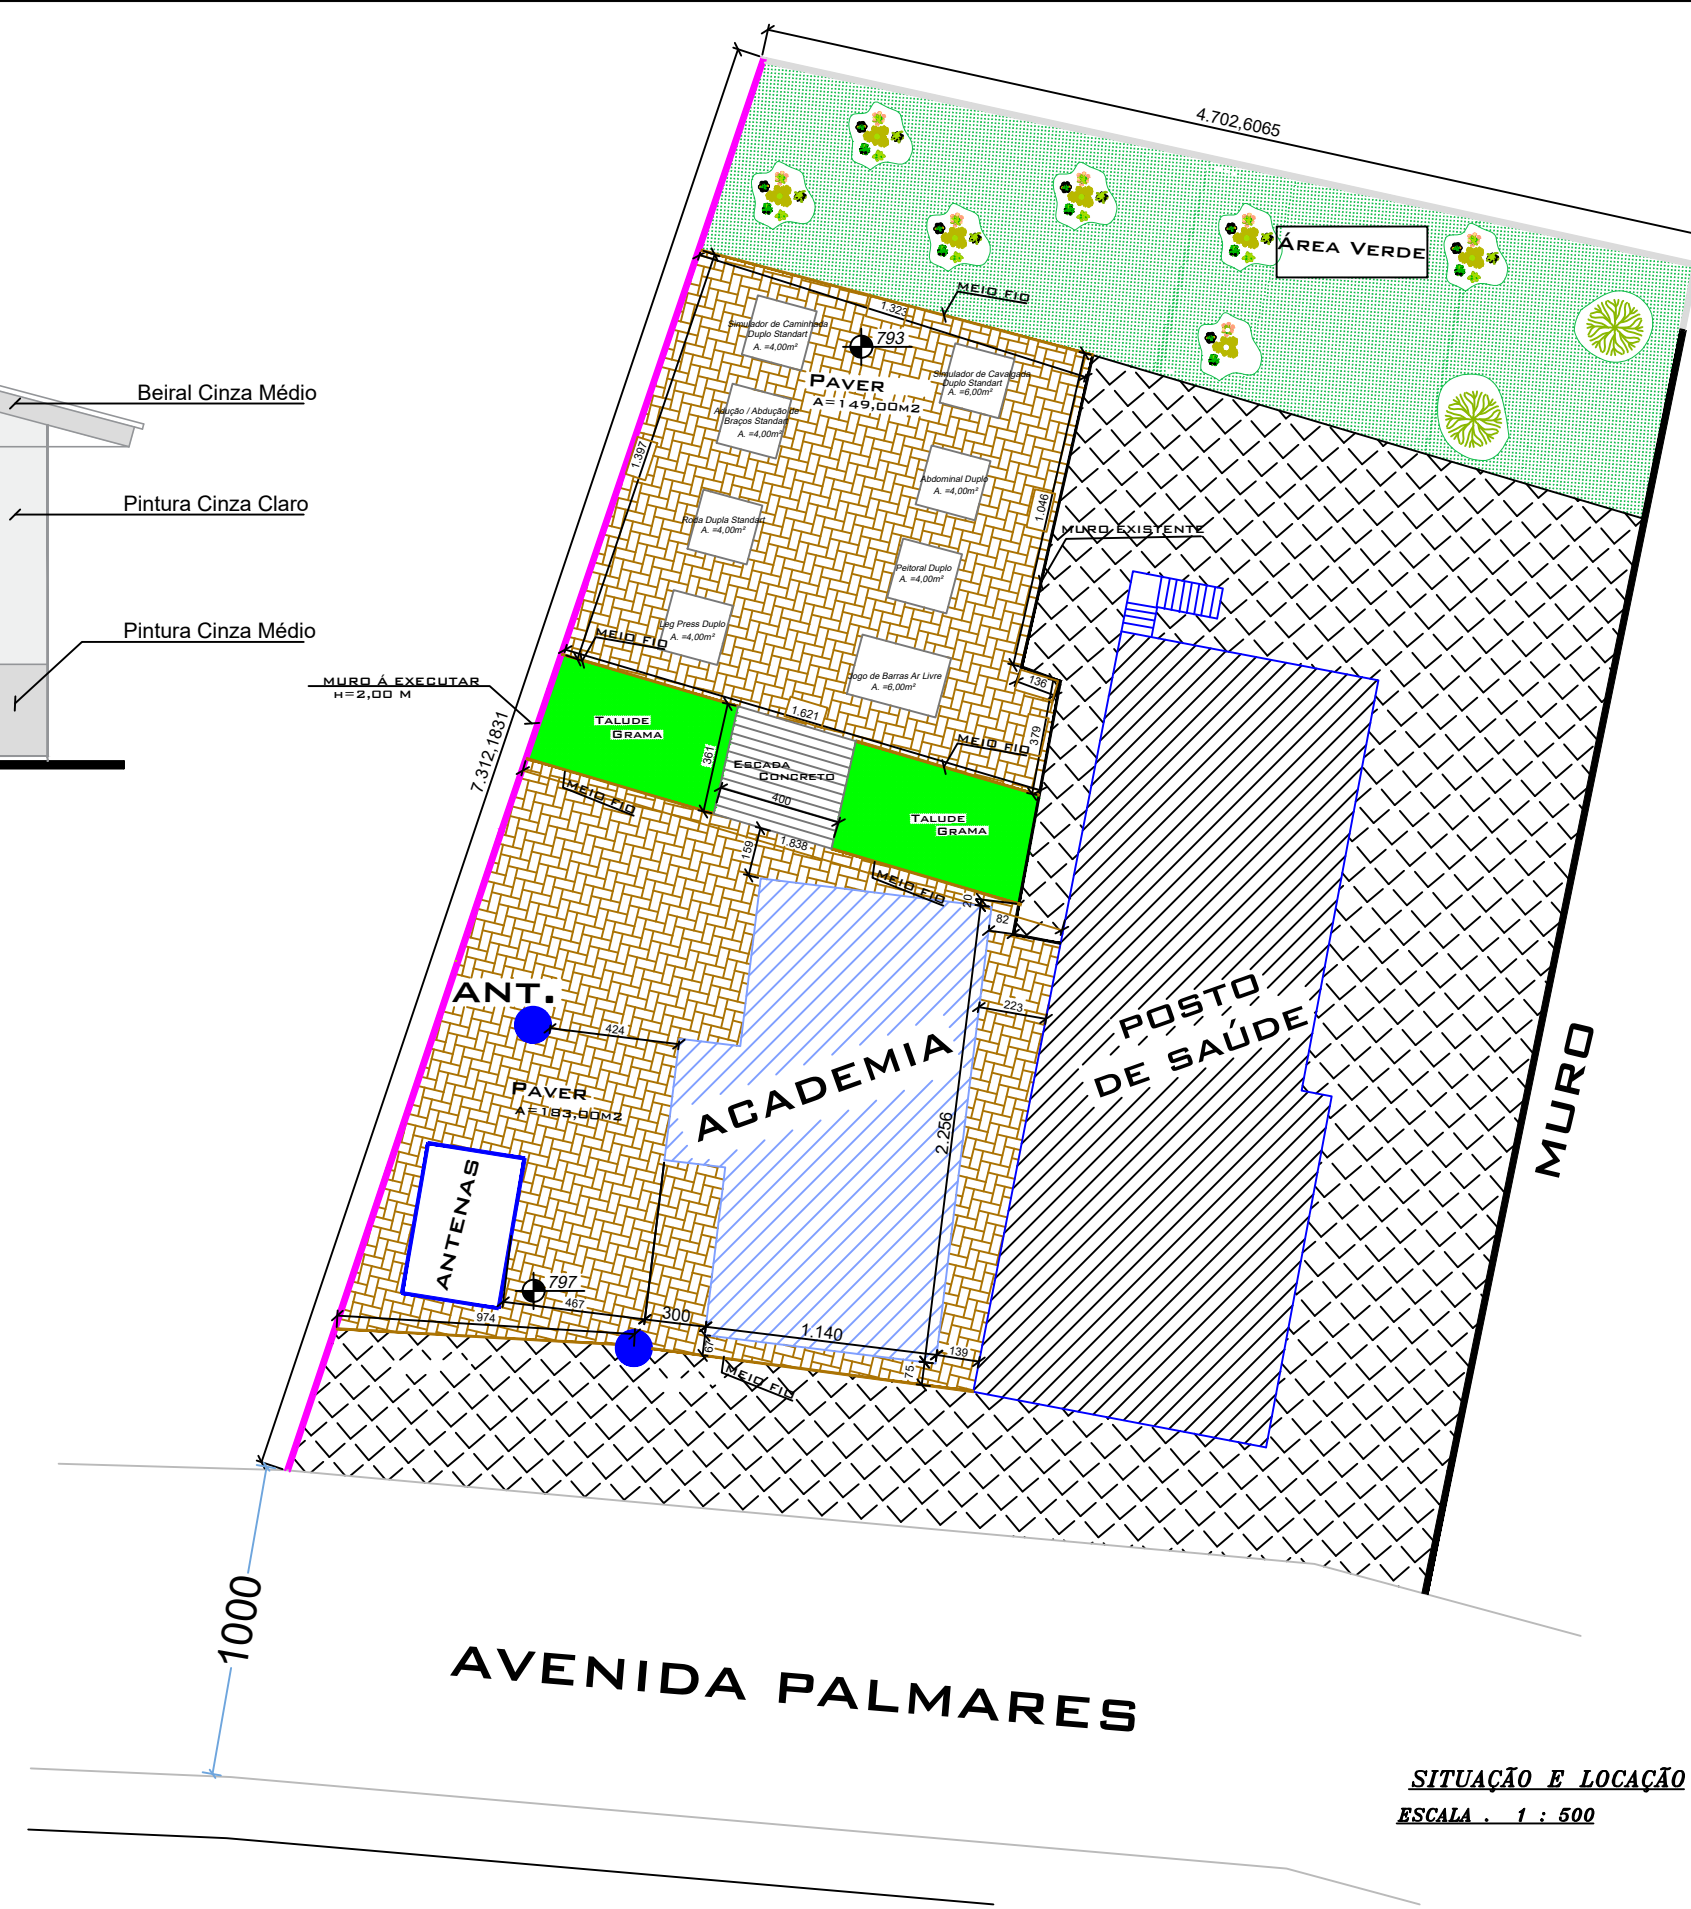 4.702,6065
ÁREA VERDE
MEIO FIO
1.323
793
Simulador de Caminhada
Duplo Standart
A. =4,00m²
PAVER
A=149,00M2
Simulador de Cavalgada
Duplo Standart
A. =6,00m²
Beiral Cinza Médio
Adução / Abdução de
Braços Standart
A. =4,00m²
1.397
Abdominal Duplo
A. =4,00m²
1.046
Pintura Cinza Claro
Roda Dupla Standart
A. =4,00m²
MURO EXISTENTE
Peitoral Duplo
A. =4,00m²
Pintura Cinza Médio
Leg Press Duplo
A. =4,00m²
MEIO FIO
Jogo de Barras Ar Livre
A. =6,00m²
136
MURO Á EXECUTAR
H=2,00 M
7.312,1831
TALUDE
GRAMA
1.621
379
MEIO FIO
361
ESCADA
CONCRETO
400
MEIO FIO
TALUDE
GRAMA
1.838
159
MEIO FIO
20
82
ANT.
424
223
POSTO
DE SAÚDE
ACADEMIA
PAVER
A=183,00M2
2.256
MURO
ANTENAS
797
467
974
300
1.140
67
139
75
MEIO FIO
1000
AVENIDA PALMARES
SITUAÇÃO E LOCAÇÃO
ESCALA . 1 : 500